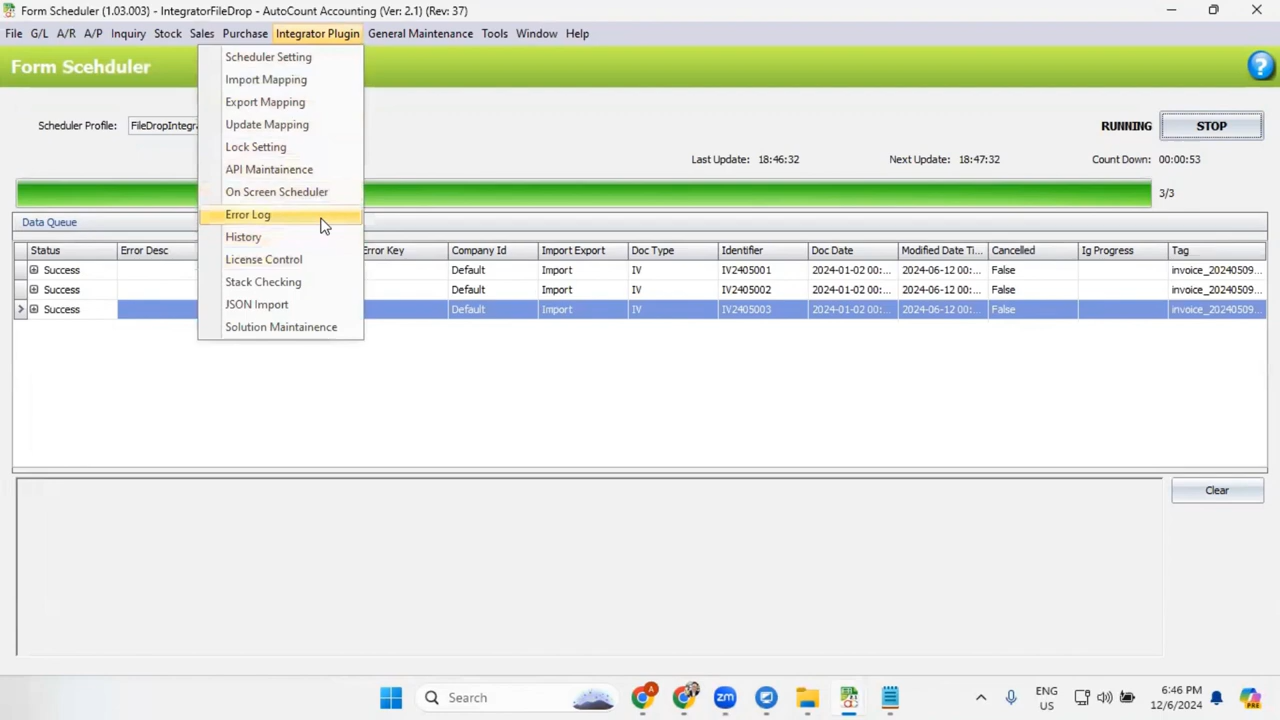 Form Scheduler (1.03.003) - IntegratorFileDrop - AutoCount Accounting (Ver: 2.1) (Rev: 37)
File G/L A/R A/P Inquiry Stock Sales Purchase Integrator Plugin General Maintenance Tools Window Help
Form Scehduler
Scheduler Setting
Import Mapping
Export Mapping
Update Mapping
Lock Setting
API Maintainence
On Screen Scheduler
Error Log
History
License Control
Stack Checking
JSON Import
Solution Maintainence
Scheduler Profile: FileDropIntegra
RUNNING STOP
Last Update: 18:46:32 Next Update: 18:47:32 Count Down: 00:00:53
3/3
Data Queue
Status Error Desc Error Key Company Id Import Export Doc Type Identifier Doc Date Modified Date Ti... Cancelled Ig Progress Tag
Success Default Import IV IV2405001 2024-01-02 00:... 2024-06-12 00:... False invoice_20240509...
Success Default Import IV IV2405002 2024-01-02 00:... 2024-06-12 00:... False invoice_20240509...
Success Default Import IV IV2405003 2024-01-02 00:... 2024-06-12 00:... False invoice_20240509...
Clear
Search
ENG
US
6:46 PM
12/6/2024